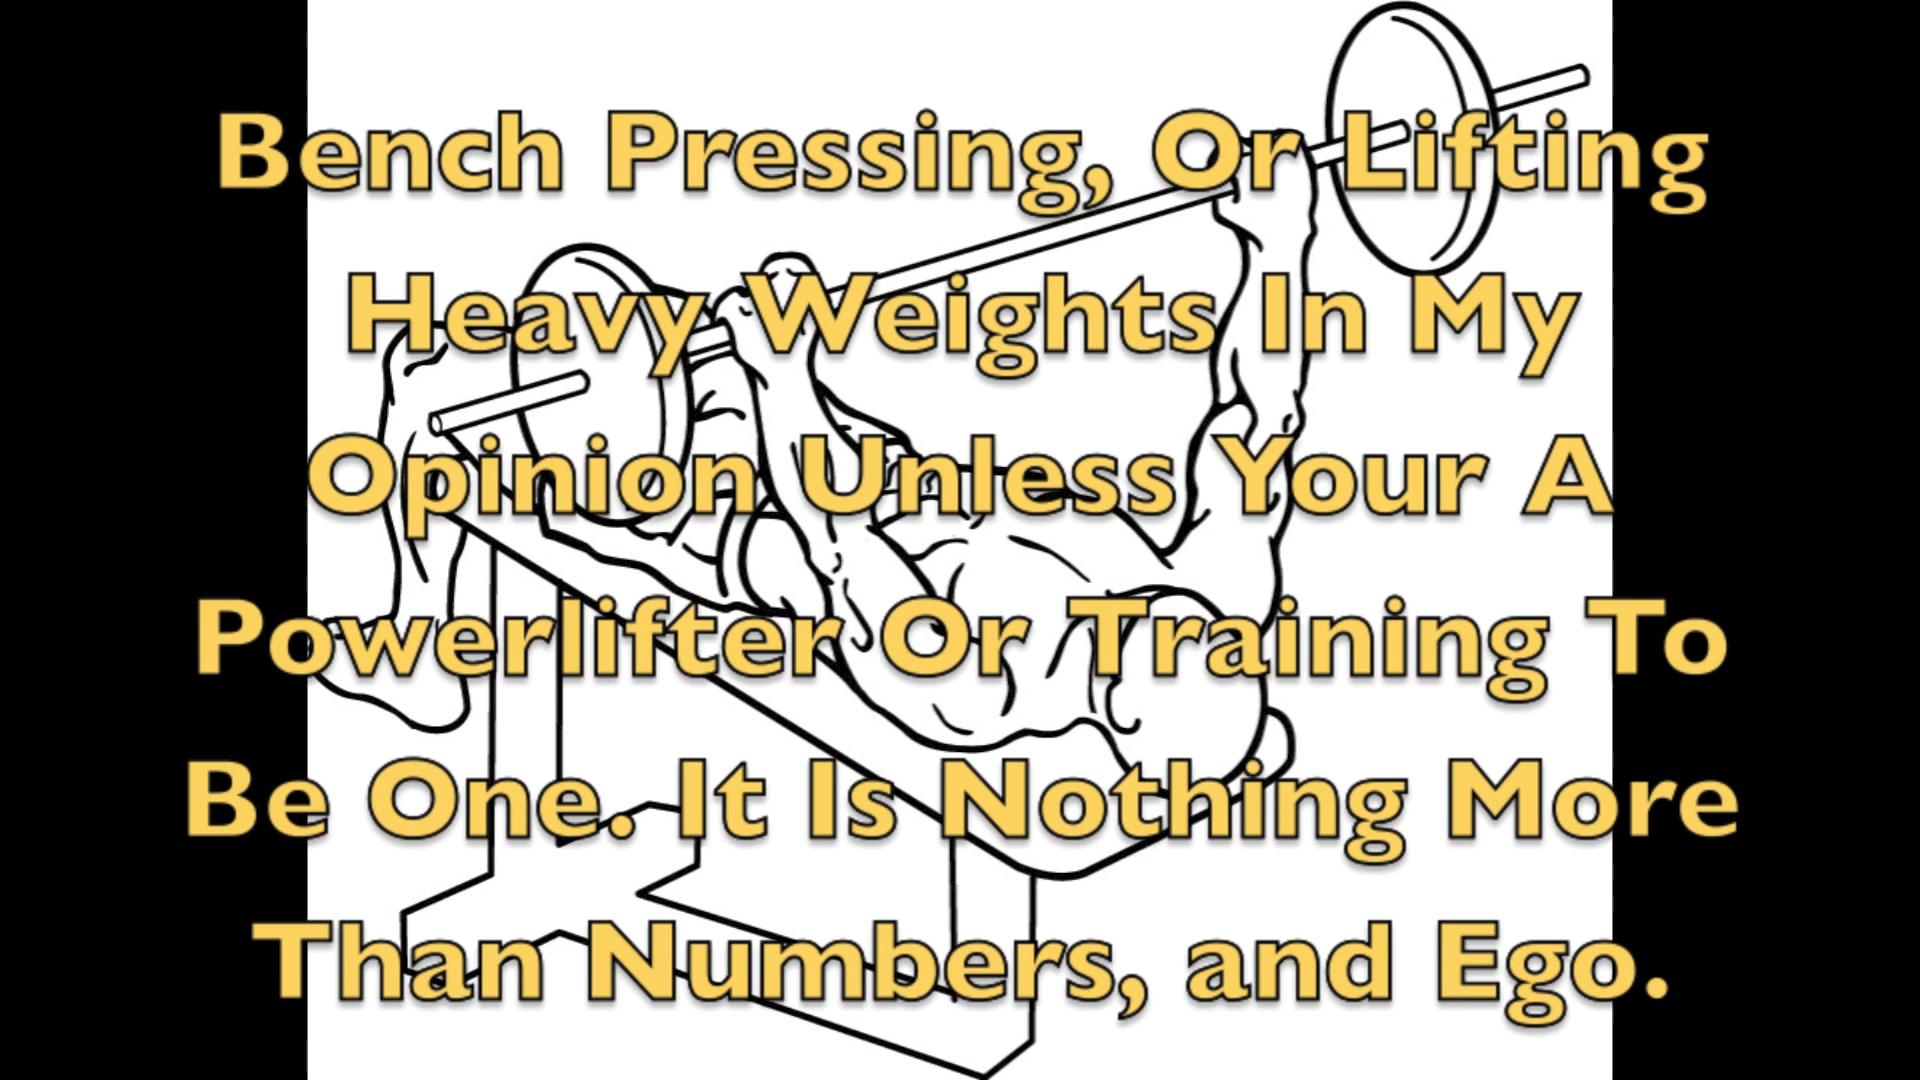 Bench Pressing, Or Lifting
Heavy Weights In My
Opinion Unless Your A
Powerlifter Or Training To
Be One. It Is Nothing More
Than Numbers, and Ego.